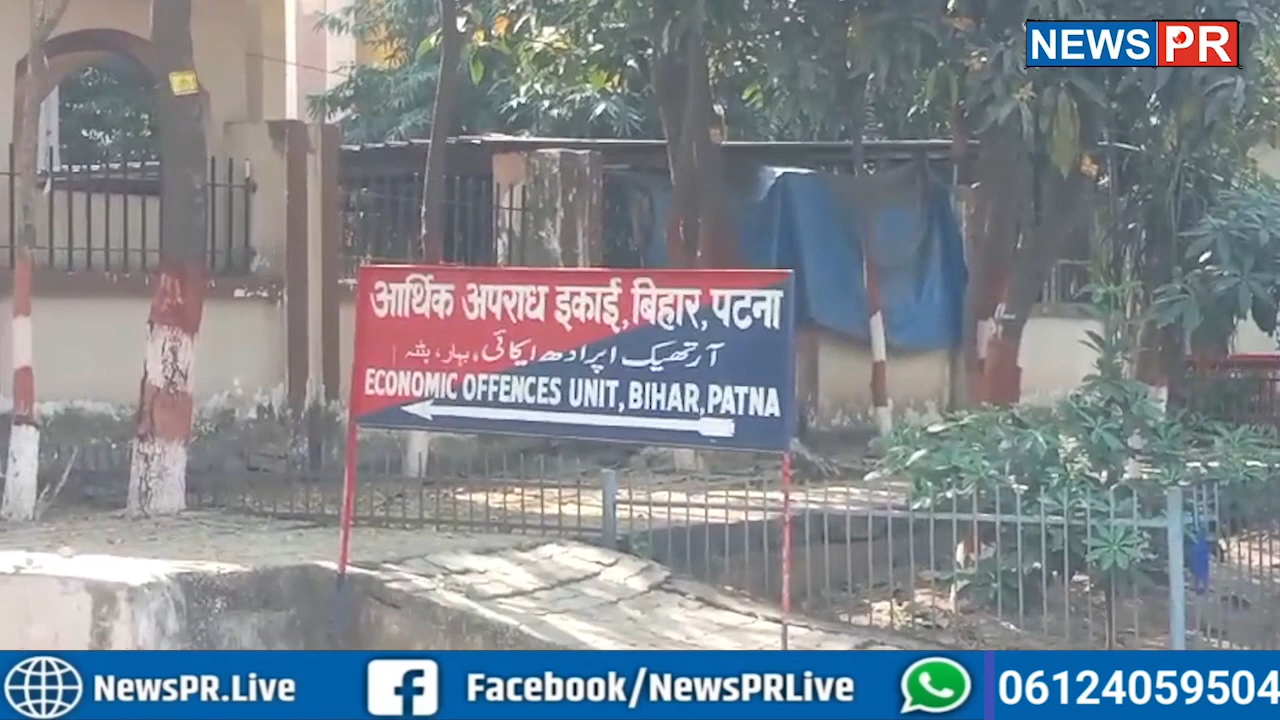 NEWS PR
आर्थिक अपराध इकाई, बिहार, पटना
آرتھیک اپرادھ ایکائی، بہار، پٹنہ
ECONOMIC OFFENCES UNIT, BIHAR, PATNA
NewsPR.Live
Facebook/NewsPRLive
06124059504